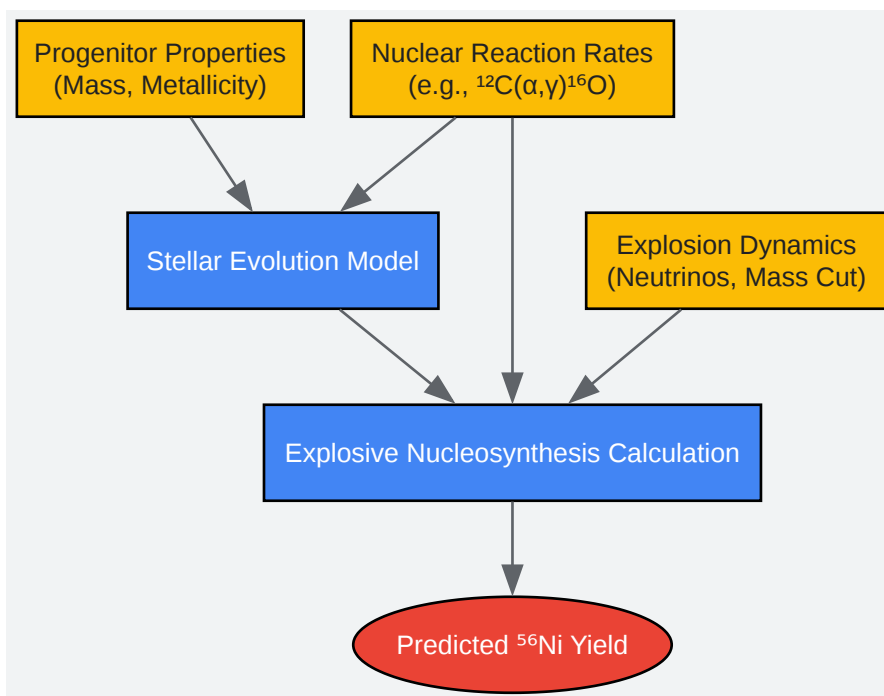 Progenitor Properties
(Mass, Metallicity)
Nuclear Reaction Rates
(e.g., ¹²C(α,γ)¹⁶O)
Stellar Evolution Model
Explosion Dynamics
(Neutrinos, Mass Cut)
Explosive Nucleosynthesis Calculation
Predicted ⁵⁶Ni Yield